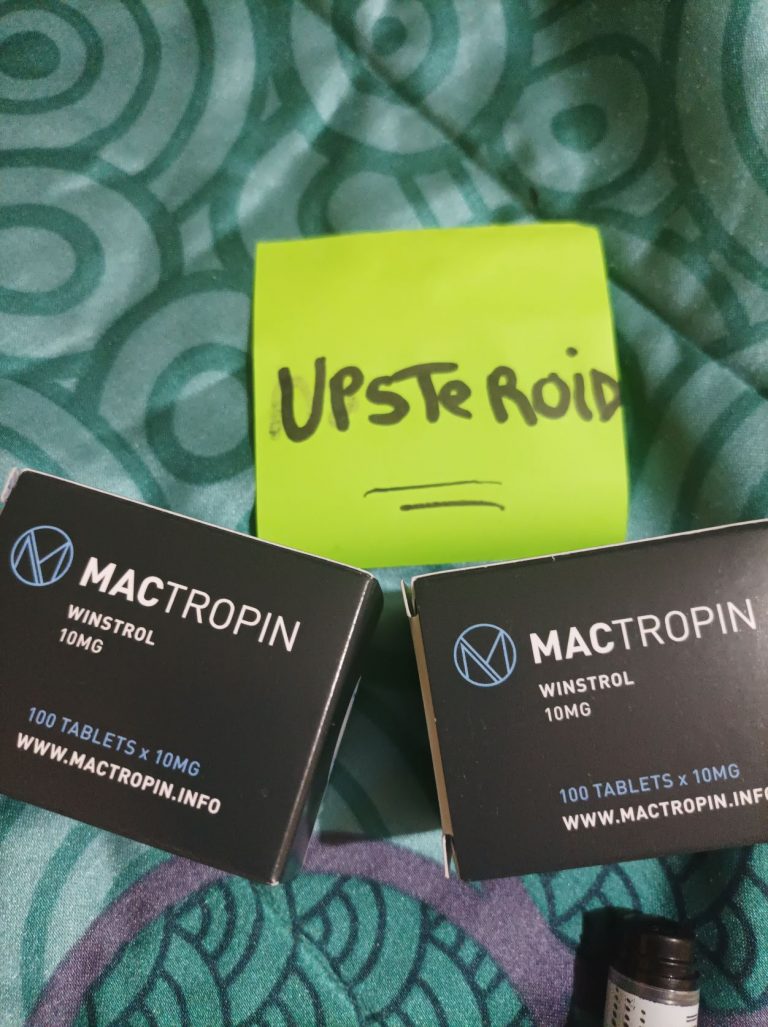 UPSTeROiD
MACTROPIN
WINSTROL
10MG
100 TABLETS x 10MG
WWW.MACTROPIN.INFO
MACTROPIN
WINSTROL
10MG
100 TABLETS x 10MG
WWW.MACTROPIN.INFO